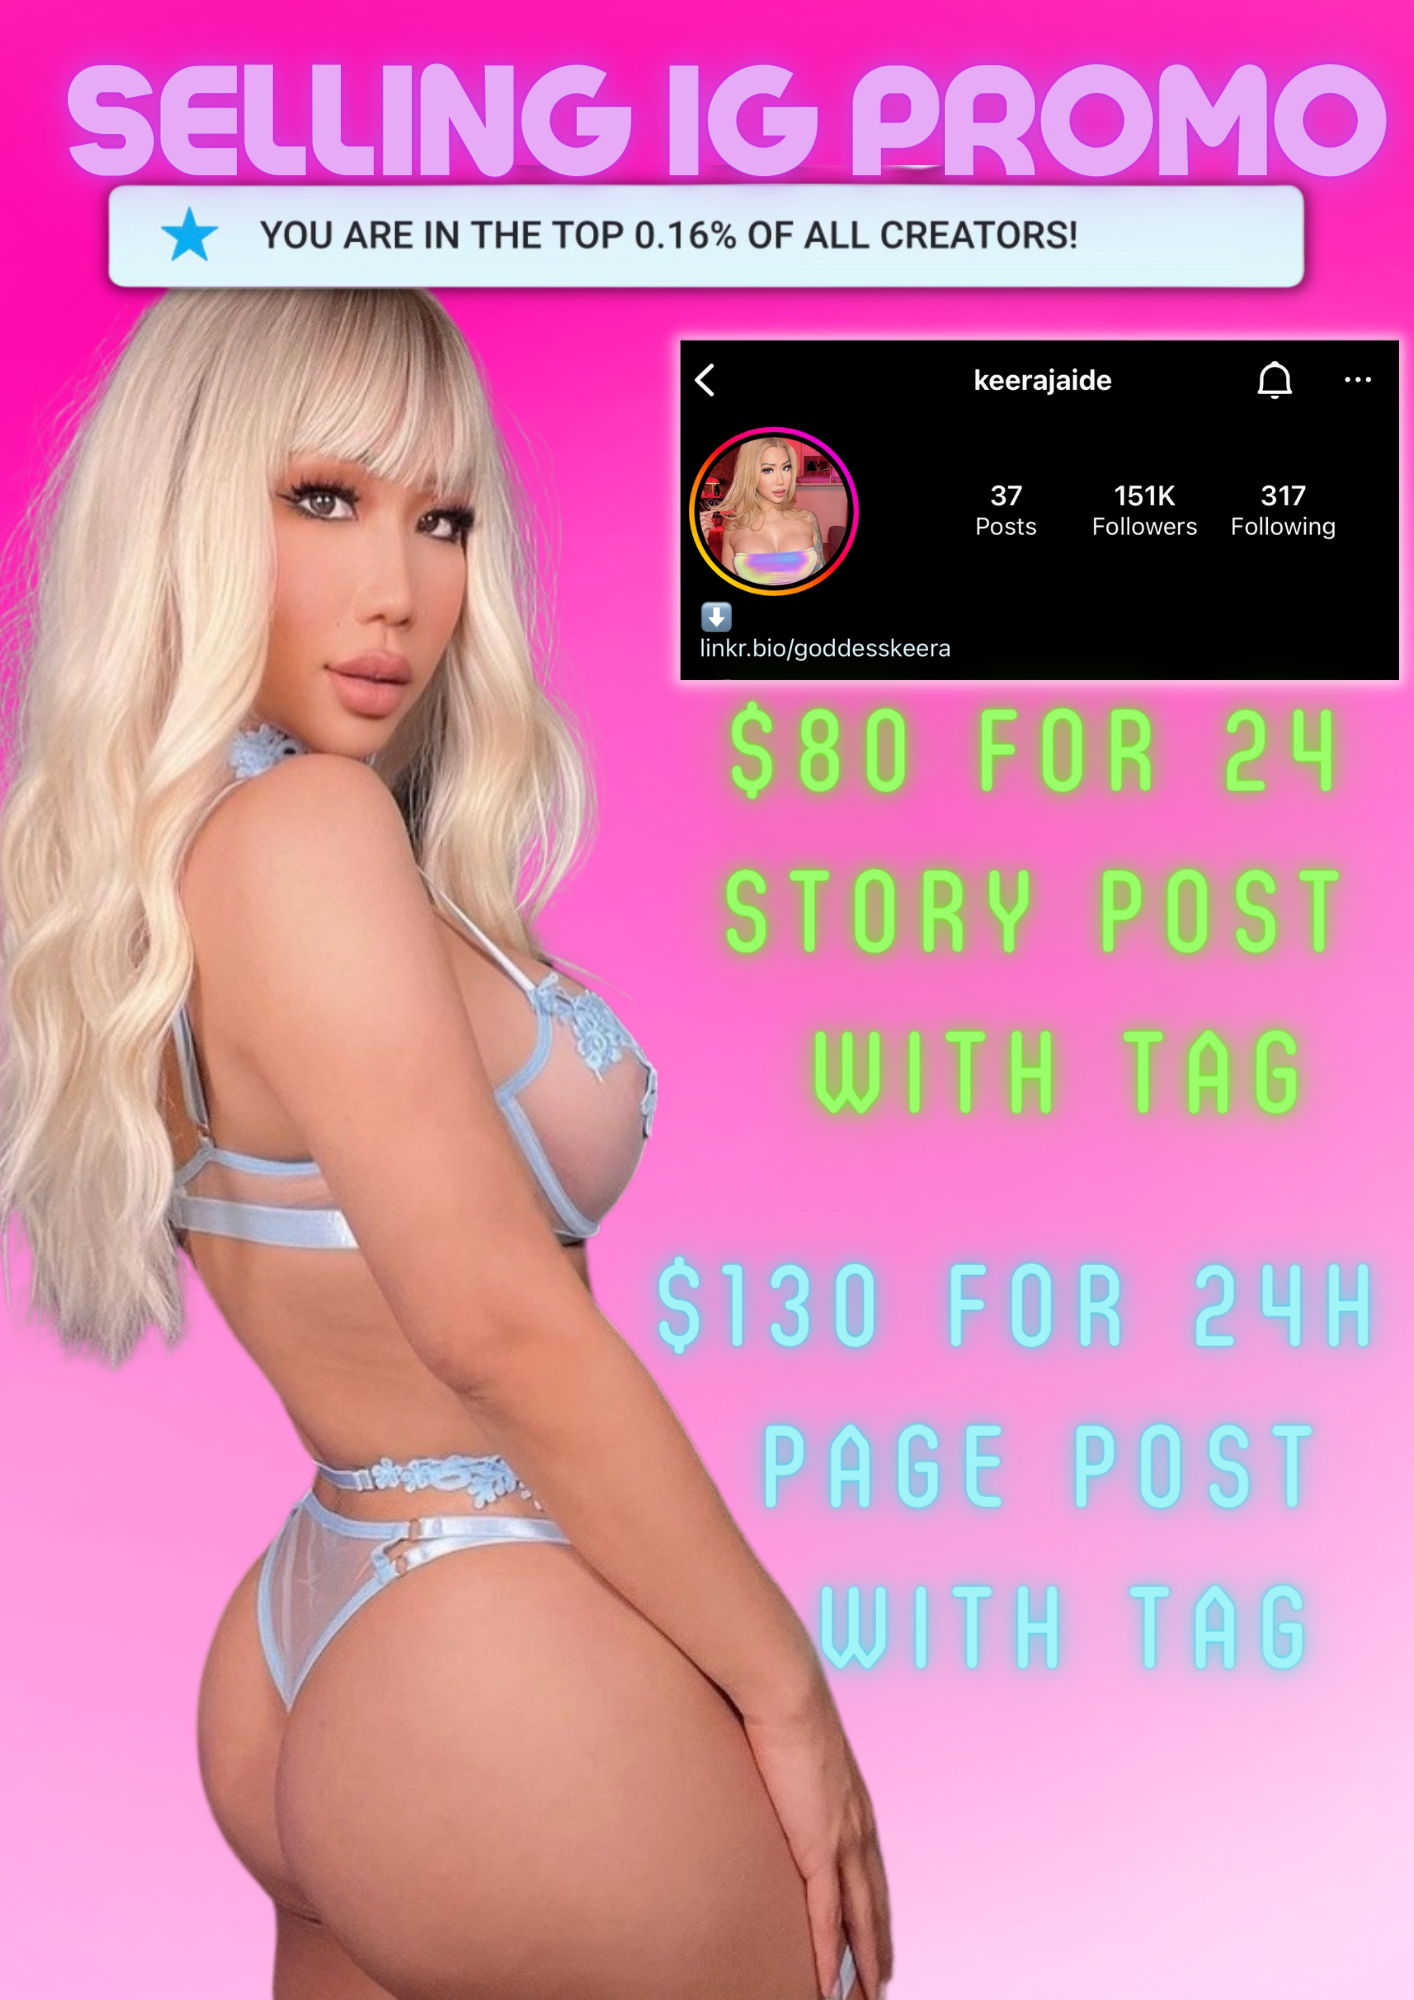 SELLING IG PROMO
YOU ARE IN THE TOP 0.16% OF ALL CREATORS!
keerajaide
37 151K 317
Posts Followers Following
linkr.bio/goddesskeera
$80 FOR 24
STORY POST
WITH TAG
$130 FOR 24H
PAGE POST
WITH TAG